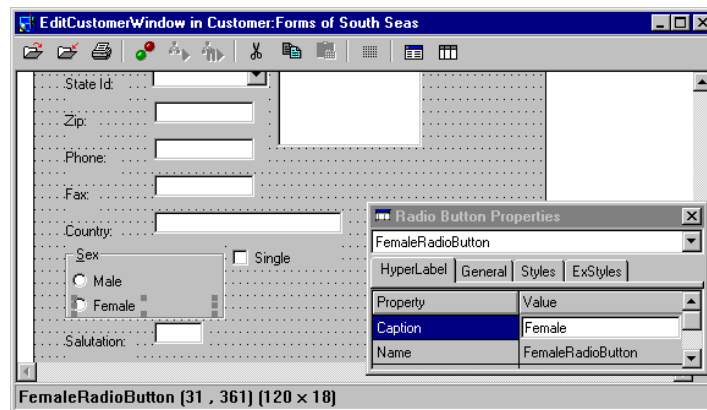 EditCustomerWindow in Customer:Forms of South Seas
State Id:
Zip:
Phone:
Fax:
Country:
Sex
Single
Male
Female
Salutation:
Radio Button Properties
FemaleRadioButton
HyperLabel General Styles ExStyles
Property Value
Caption Female
Name FemaleRadioButton
FemaleRadioButton (31 , 361) (120 × 18)